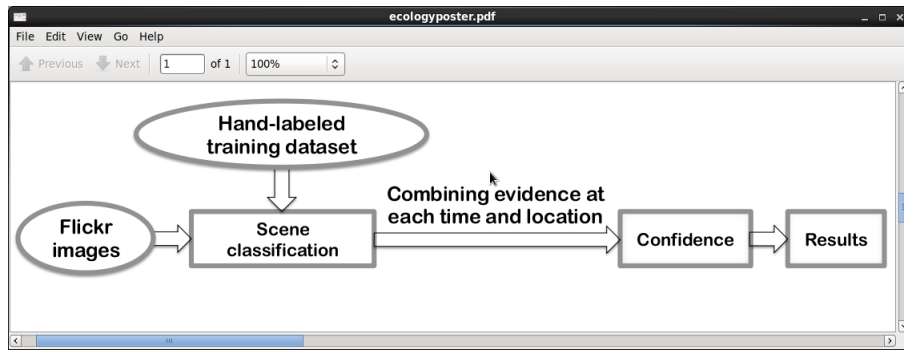 ecologyposter.pdf
File Edit View Go Help
Previous Next 1 of 1 100%
Hand-labeled
training dataset
Combining evidence at
each time and location
Flickr
images
Scene
classification
Confidence
Results